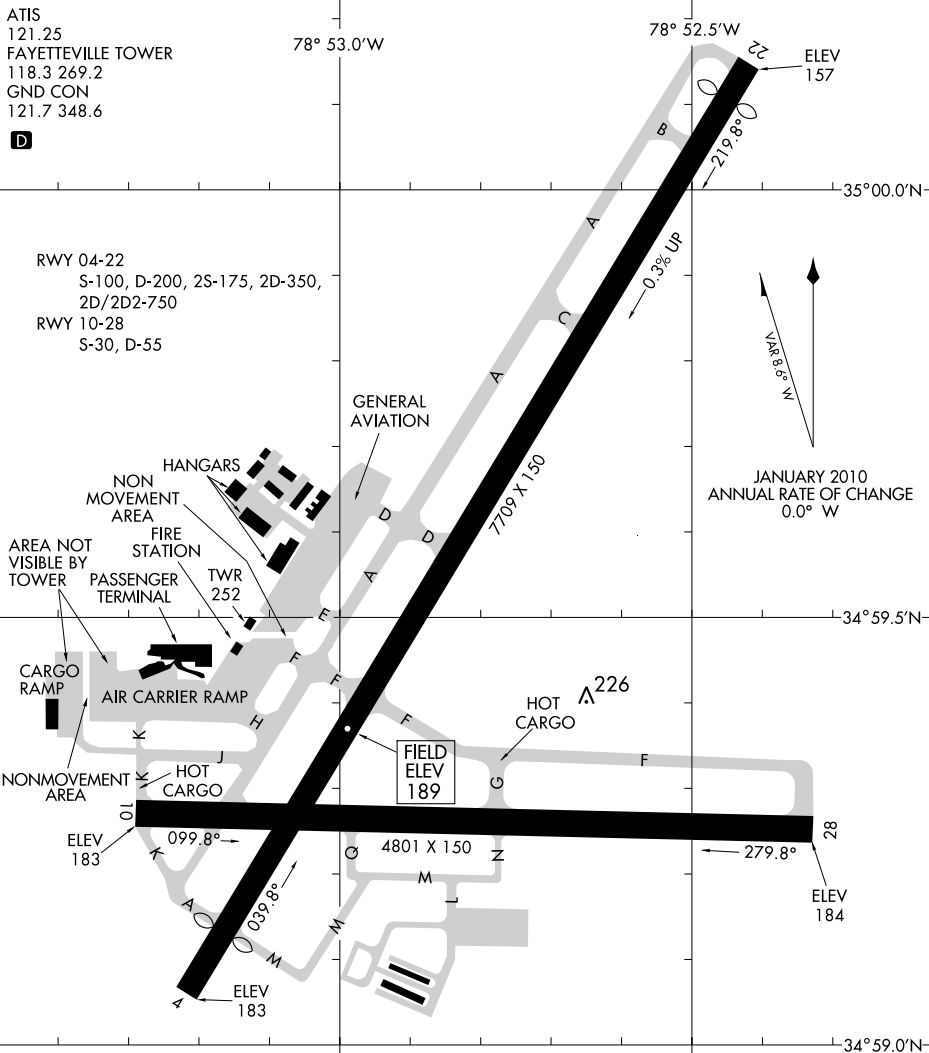 ATIS
121.25
FAYETTEVILLE TOWER
118.3 269.2
GND CON
121.7 348.6
D
78° 53.0'W
78° 52.5'W
22
ELEV
157
B
219.8°
35° 00.0'N
A
0.3% UP
RWY 04-22
S-100, D-200, 2S-175, 2D-350,
2D/2D2-750
RWY 10-28
S-30, D-55
VAR 8.6° W
C
A
GENERAL
AVIATION
JANUARY 2010
ANNUAL RATE OF CHANGE
0.0° W
7709 X 150
HANGARS
NON
MOVEMENT
AREA
D
D
FIRE
STATION
AREA NOT
VISIBLE BY
TOWER
PASSENGER
TERMINAL
TWR
252
A
E
34° 59.5'N
F
F
F
CARGO
RAMP
AIR CARRIER RAMP
226
HOT
CARGO
H
K
J
FIELD
ELEV
189
F
NONMOVEMENT
AREA
K
HOT
CARGO
G
10
ELEV
183
099.8°
4801 X 150
28
279.8°
K
Q
N
M
L
ELEV
184
A
039.8°
M
M
4
ELEV
183
34° 59.0'N